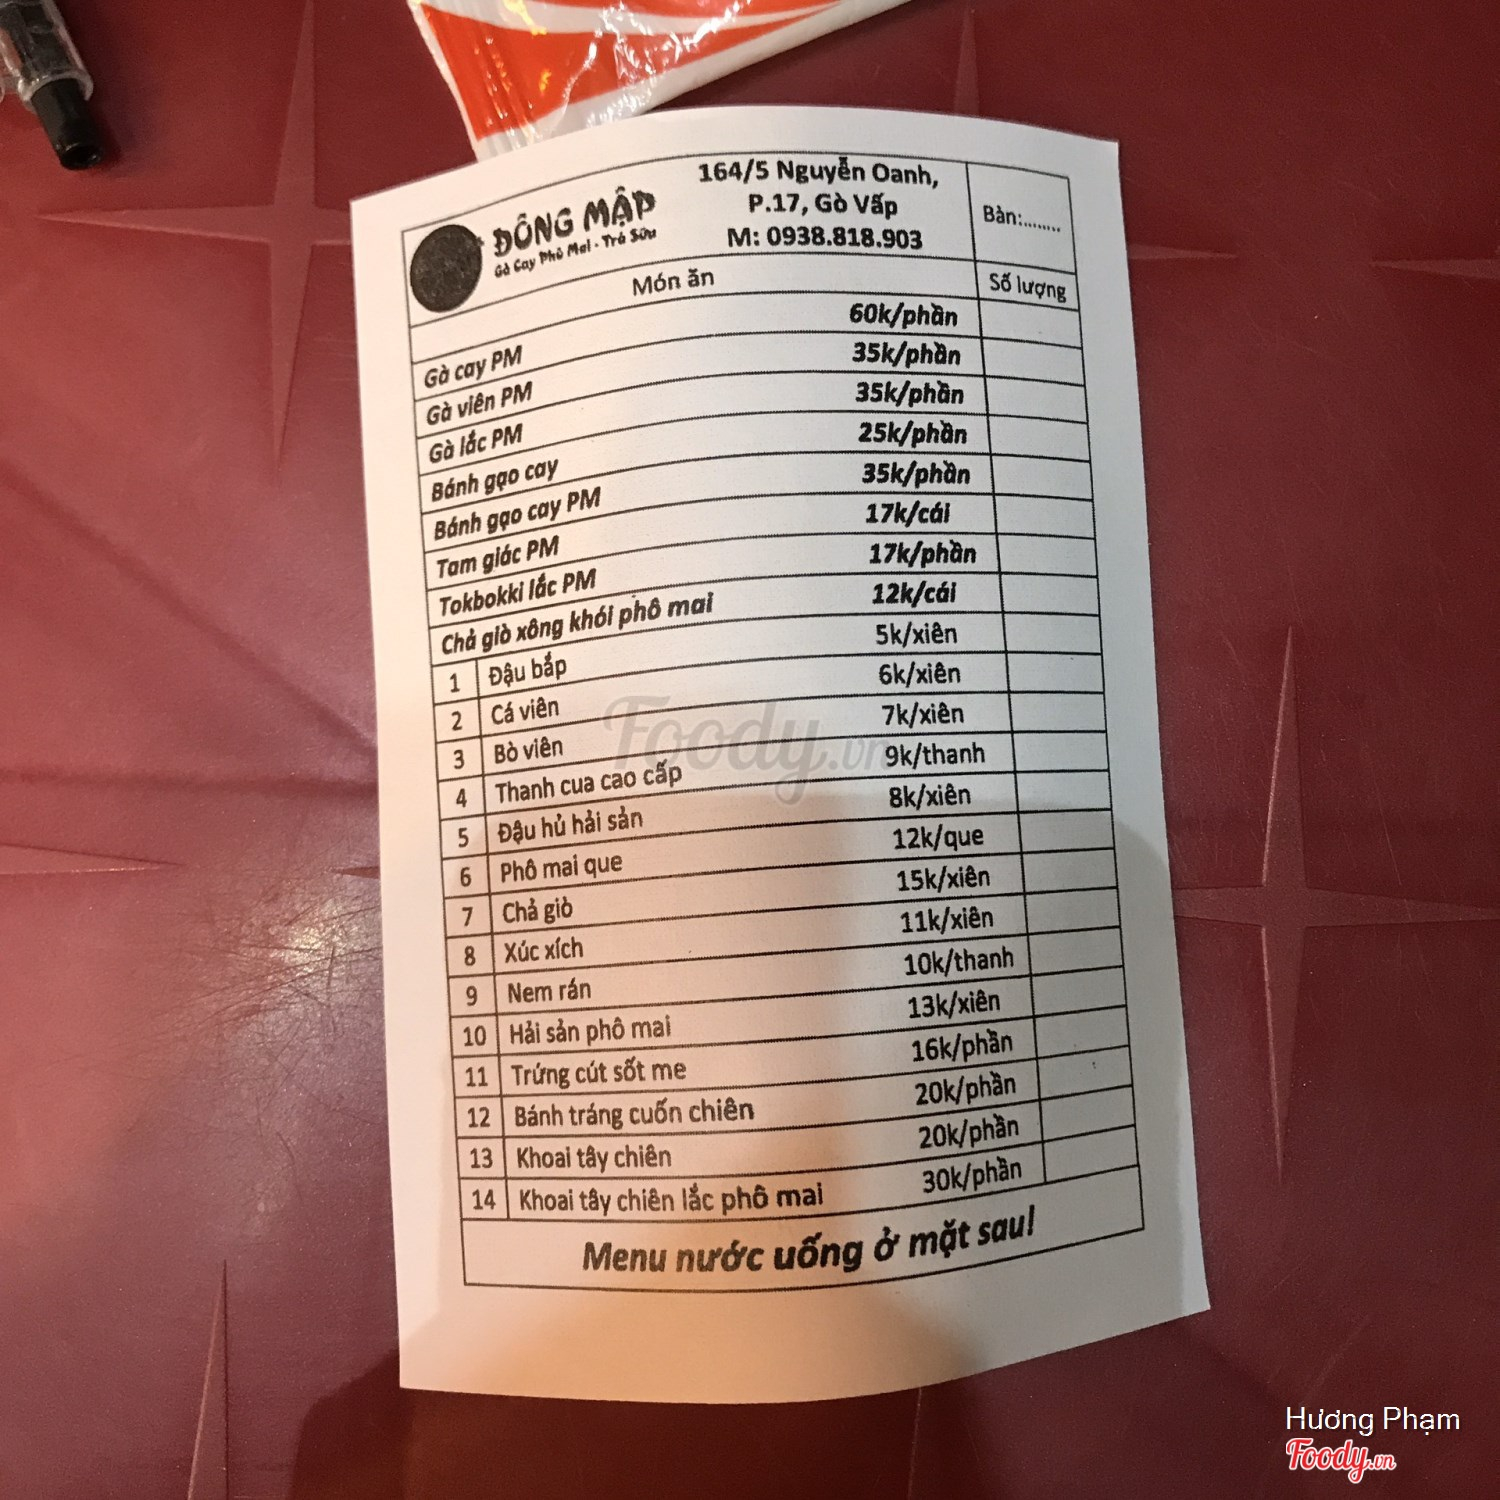 ĐÔNG MẬP
Gà Cay Phô Mai - Trà Sữa
164/5 Nguyễn Oanh,
P.17, Gò Vấp
M: 0938.818.903
Bàn:........
Món ăn Số lượng
Gà cay PM 60k/phần
Gà viên PM 35k/phần
Gà lắc PM 35k/phần
Bánh gạo cay 25k/phần
Bánh gạo cay PM 35k/phần
Tam giác PM 17k/cái
Tokbokki lắc PM 17k/phần
Chả giò xông khói phô mai 12k/cái
1 Đậu bắp 5k/xiên
2 Cá viên 6k/xiên
3 Bò viên 7k/xiên
4 Thanh cua cao cấp 9k/thanh
5 Đậu hủ hải sản 8k/xiên
6 Phô mai que 12k/que
7 Chả giò 15k/xiên
8 Xúc xích 11k/xiên
9 Nem rán 10k/thanh
10 Hải sản phô mai 13k/xiên
11 Trứng cút sốt me 16k/phần
12 Bánh tráng cuốn chiên 20k/phần
13 Khoai tây chiên 20k/phần
14 Khoai tây chiên lắc phô mai 30k/phần
Menu nước uống ở mặt sau!
Foody.vn
Hương Phạm
Foody.vn